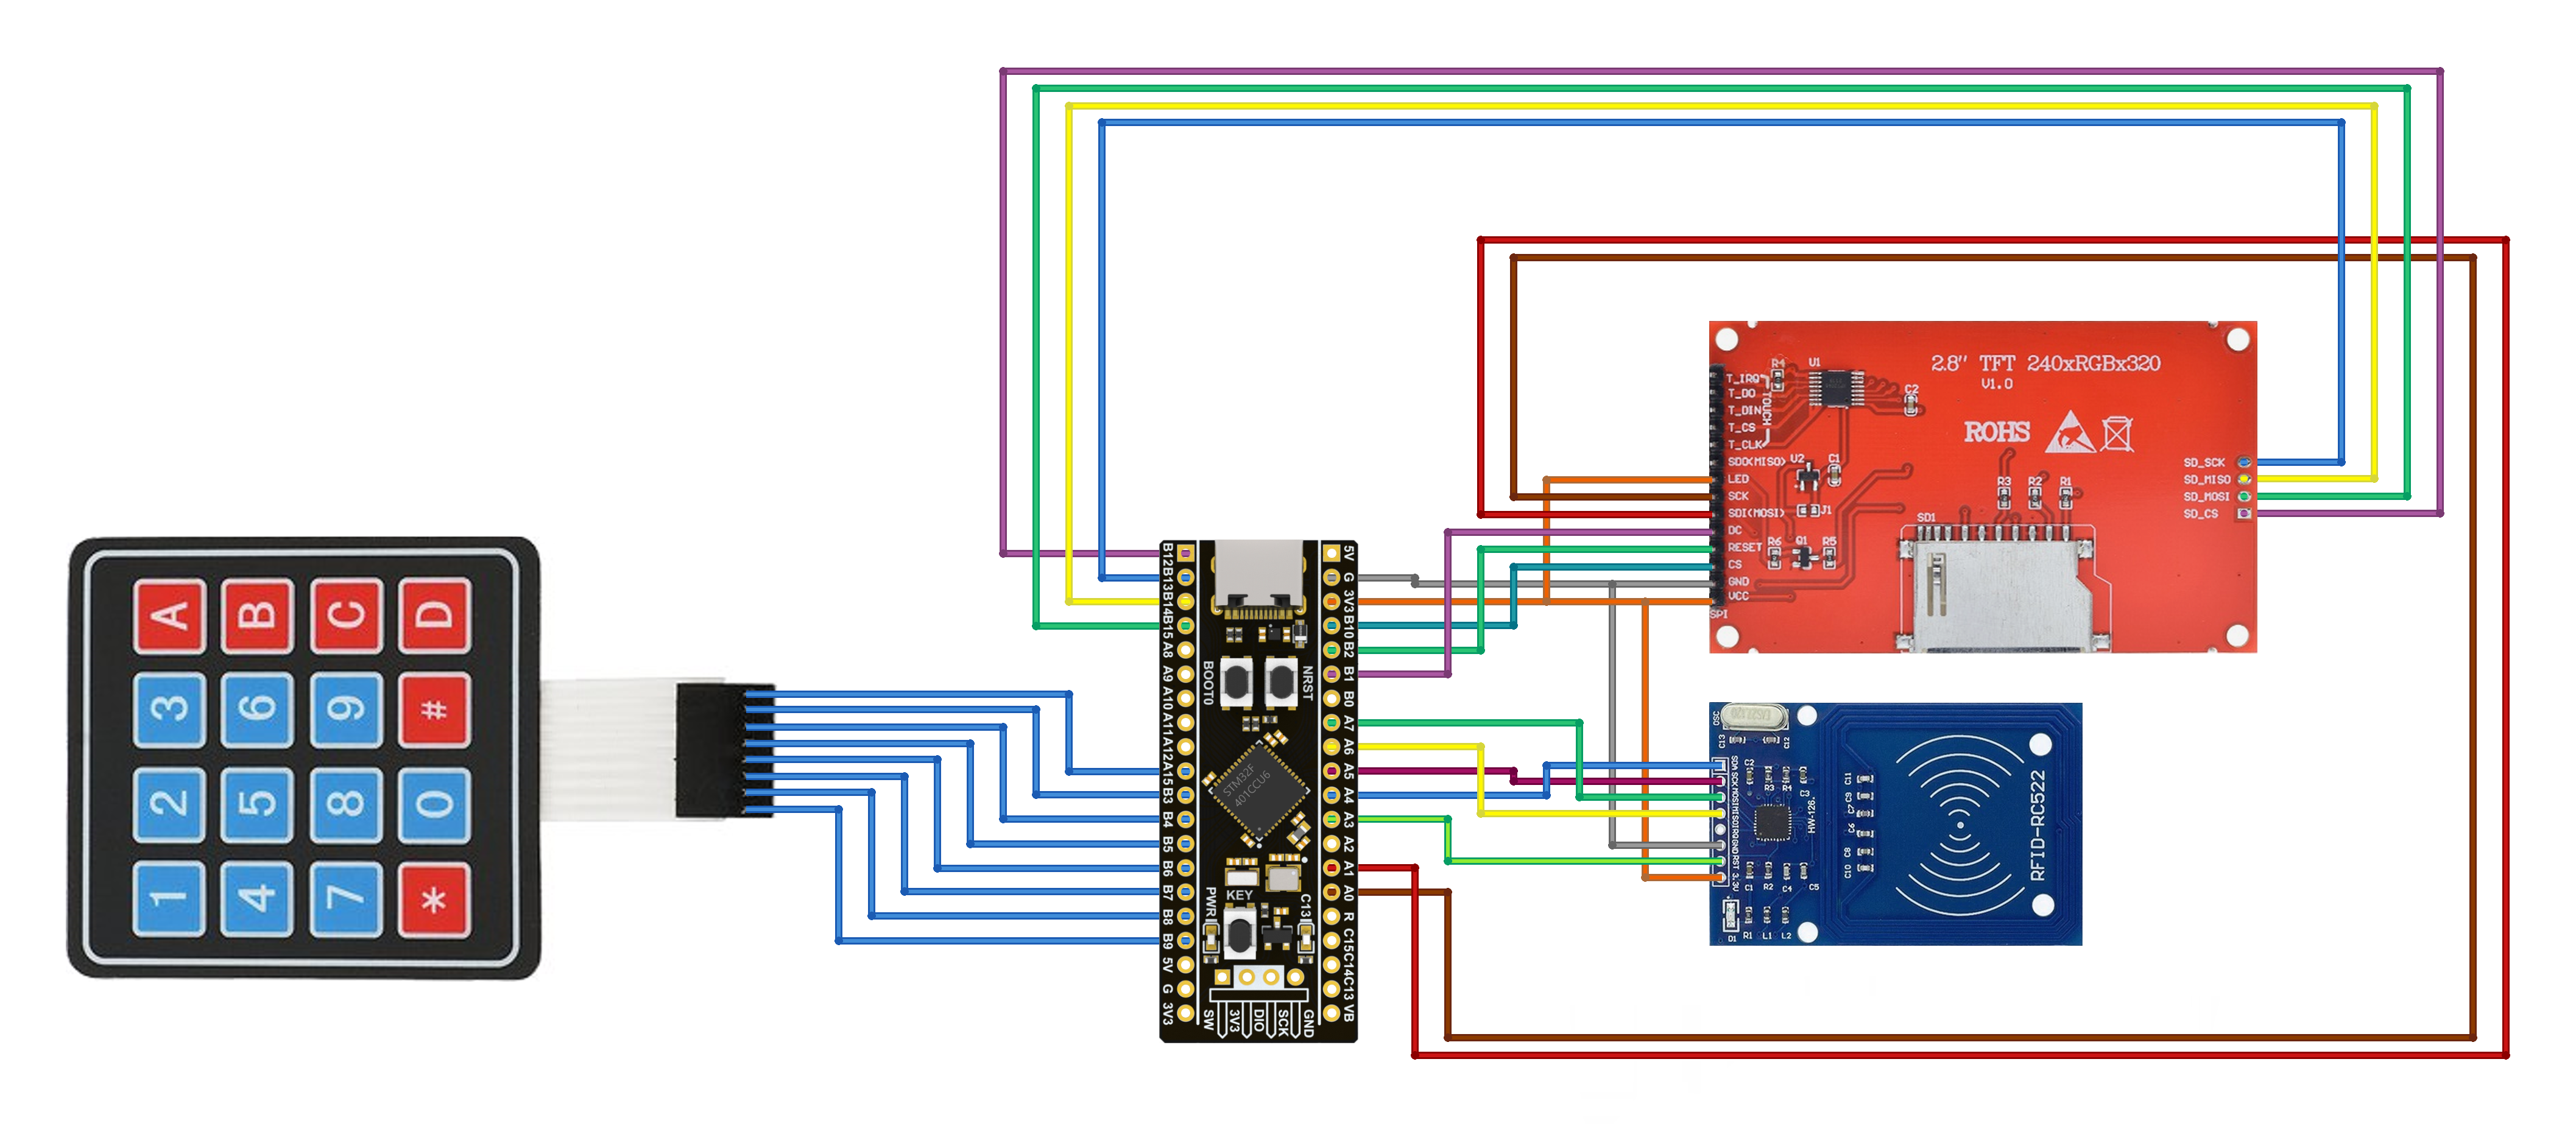 A B C D
3 6 9 #
2 5 8 0
1 4 7 *
B12
B13
B14
B15
A8
A9
A10
A11
A12
A15
B3
B4
B5
B6
B7
B8
B9
5V
G
3V3
BOOT0
NRST
STM32F
401CCU6
KEY
PWR
C13
SW
3V3
DIO
SCK
GND
5V
G
3V3
B10
B2
B1
B0
A7
A6
A5
A4
A3
A2
A1
A0
R
C15
C14
C13
VB
2.8" TFT 240xRGBx320
V1.0
ROHS
T_IRQ
T_DO
T_DIN
T_CS
T_CLK
TOUCH
SDO(MISO)
LED
SCK
SDI(MOSI)
DC
RESET
CS
GND
VCC
SPI
R4
U1
C2
U2
C1
J1
R6
Q1
R5
R3
R2
R1
SD1
SD_SCK
SD_MISO
SD_MOSI
SD_CS
OSC
C13
C12
SDA
SCK
MOSI
MISO
IRQ
GND
RST
3.3V
R3
R4
C3
HW-126.
C11
C9
C7
C6
C8
C10
C1
R2
C4
C5
D1
R1
L1
L2
RFID-RC522